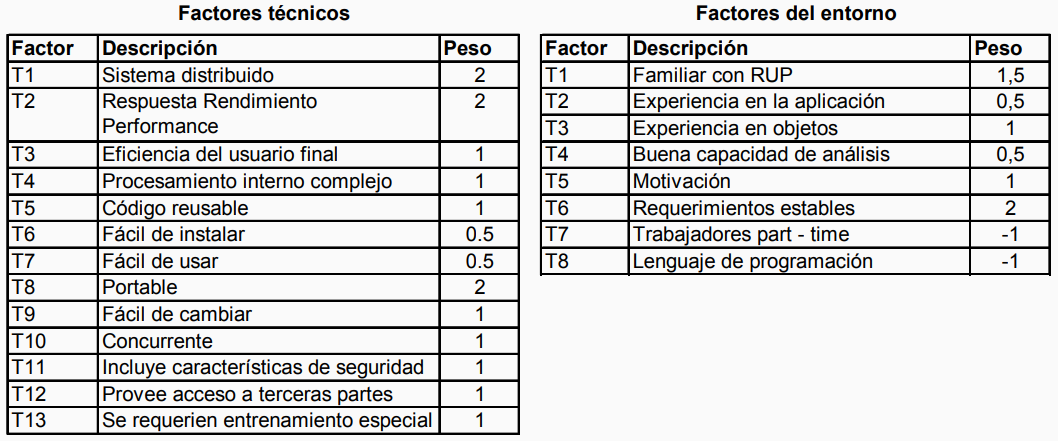 Factores técnicos
Factor Descripción Peso
T1 Sistema distribuido 2
T2 Respuesta Rendimiento 2
Performance
T3 Eficiencia del usuario final 1
T4 Procesamiento interno complejo 1
T5 Código reusable 1
T6 Fácil de instalar 0.5
T7 Fácil de usar 0.5
T8 Portable 2
T9 Fácil de cambiar 1
T10 Concurrente 1
T11 Incluye características de seguridad 1
T12 Provee acceso a terceras partes 1
T13 Se requerien entrenamiento especial 1
Factores del entorno
Factor Descripción Peso
T1 Familiar con RUP 1,5
T2 Experiencia en la aplicación 0,5
T3 Experiencia en objetos 1
T4 Buena capacidad de análisis 0,5
T5 Motivación 1
T6 Requerimientos estables 2
T7 Trabajadores part - time -1
T8 Lenguaje de programación -1